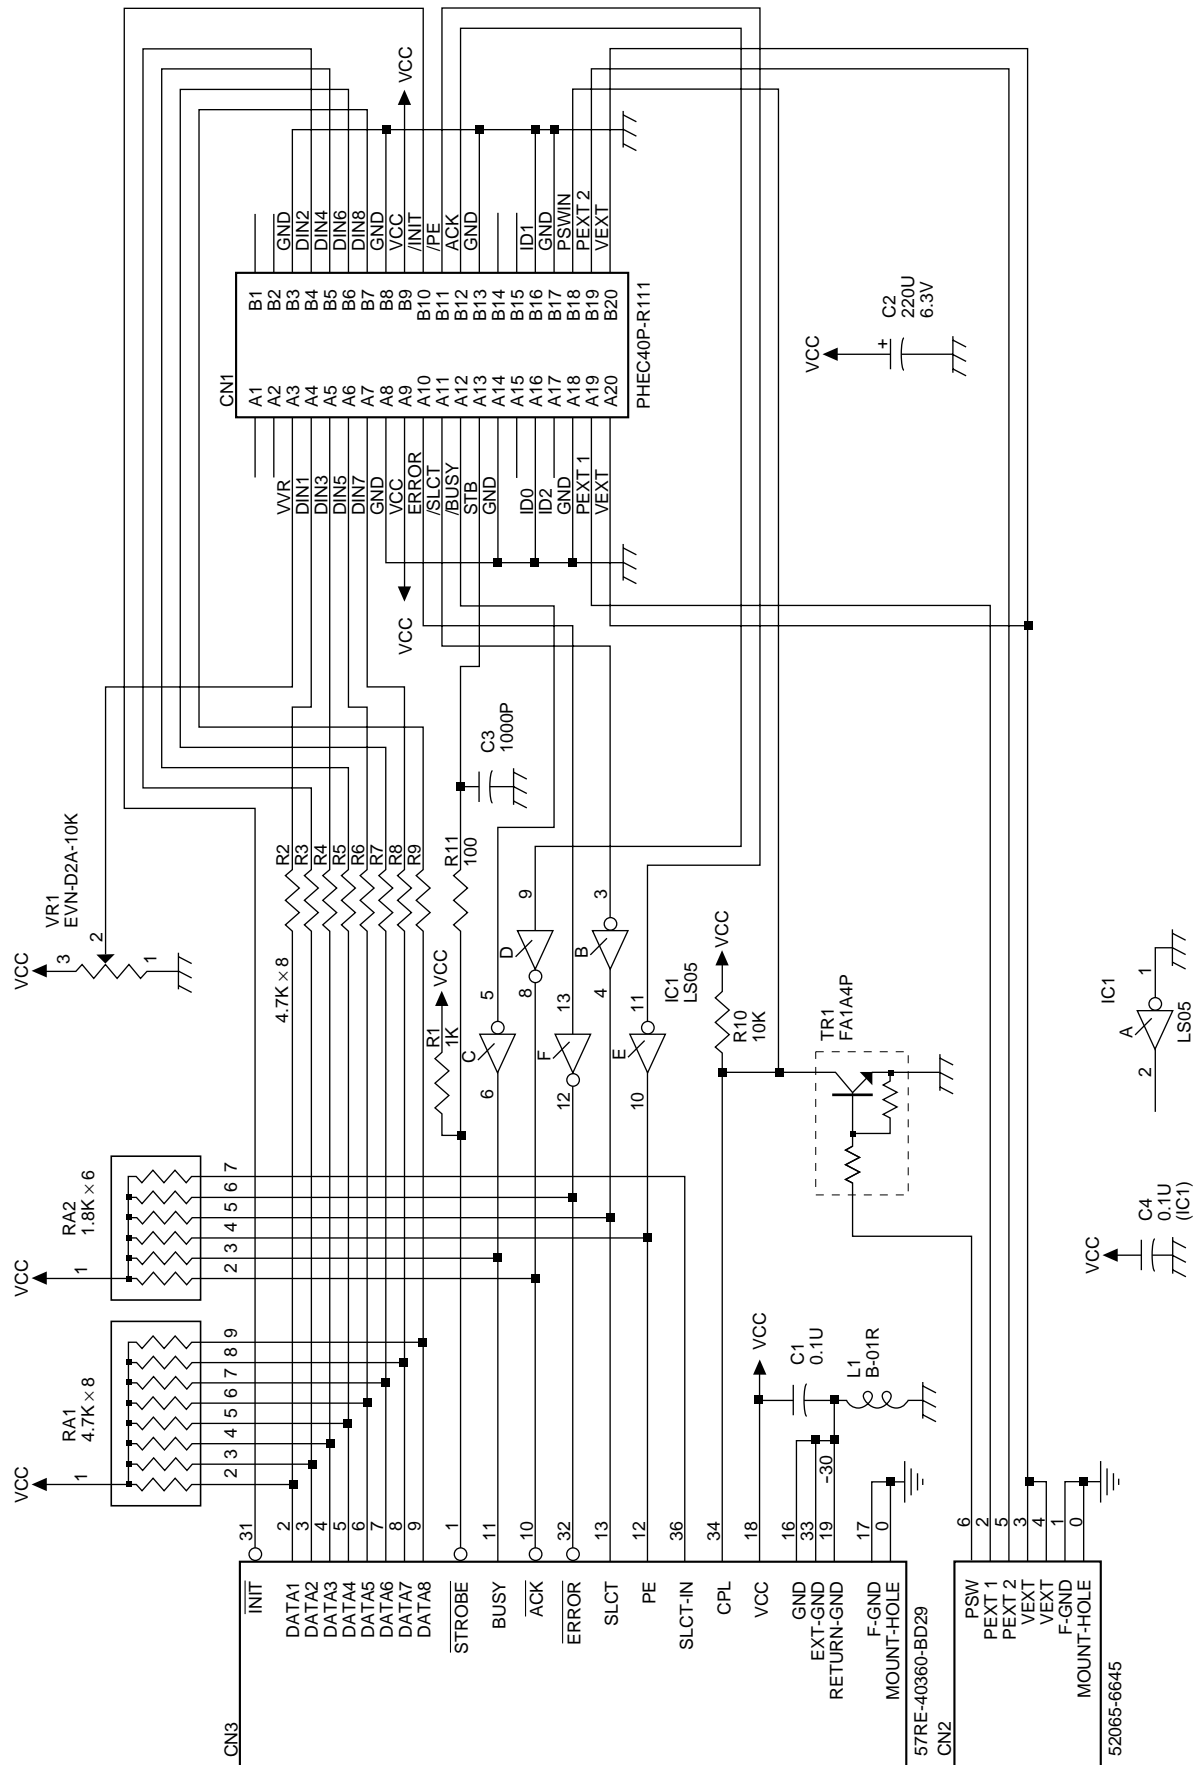 VCC
VCC
RA1
4.7K × 8
1
2
3
4
5
6
7
8
9
VCC
1
RA2
1.8K × 6
2
3
4
5
6
7
VCC
VR1
EVN-D2A-10K
3
2
1
4.7K × 8
R2
R3
R4
R5
R6
R7
R8
R9
R11
100
R1
1K
VCC
C3
1000P
C
5
6
D
9
8
F
13
12
B
3
4
E
11
10
IC1
LS05
R10
10K
VCC
TR1
FA1A4P
CN1
A1
A2
A3
A4
A5
A6
A7
A8
A9
A10
A11
A12
A13
A14
A15
A16
A17
A18
A19
A20
B1
B2
B3
B4
B5
B6
B7
B8
B9
B10
B11
B12
B13
B14
B15
B16
B17
B18
B19
B20
PHEC40P-R111
VVR
DIN1
DIN3
DIN5
DIN7
GND
VCC
ERROR
/SLCT
/BUSY
STB
GND
ID0
ID2
GND
PEXT 1
VEXT
VCC
GND
DIN2
DIN4
DIN6
DIN8
GND
VCC
/INIT
/PE
ACK
GND
ID1
GND
PSWIN
PEXT 2
VEXT
VCC
+
C2
220U
6.3V
CN3
INIT
DATA1
DATA2
DATA3
DATA4
DATA5
DATA6
DATA7
DATA8
STROBE
BUSY
ACK
ERROR
SLCT
PE
SLCT-IN
CPL
VCC
GND
EXT-GND
RETURN-GND
F-GND
MOUNT-HOLE
57RE-40360-BD29
31
2
3
4
5
6
7
8
9
1
11
10
32
13
12
36
34
18
16
33
19
-30
17
0
VCC
C1
0.1U
L1
B-01R
CN2
PSW
PEXT 1
PEXT 2
VEXT
VEXT
F-GND
MOUNT-HOLE
52065-6645
6
2
5
3
4
1
0
VCC
C4
0.1U
(IC1)
IC1
A
1
2
LS05